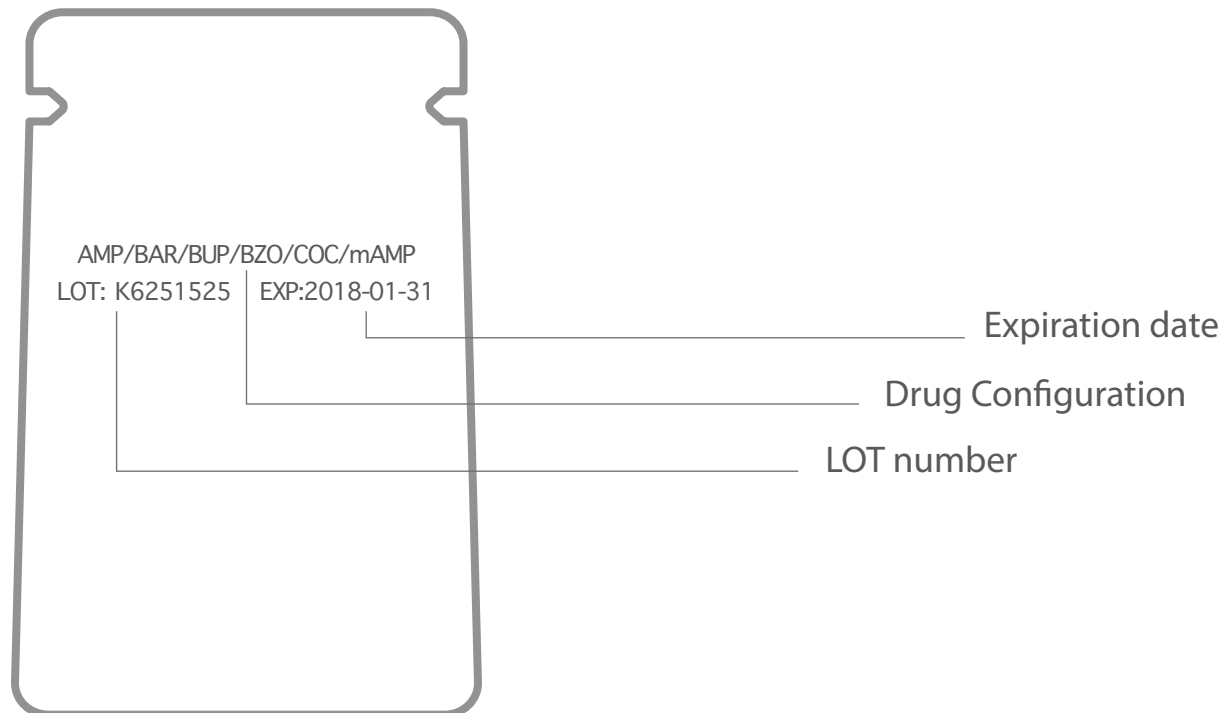 AMP/BAR/BUP/BZO/COC/mAMP
LOT: K6251525 EXP:2018-01-31
Expiration date
Drug Configuration
LOT number